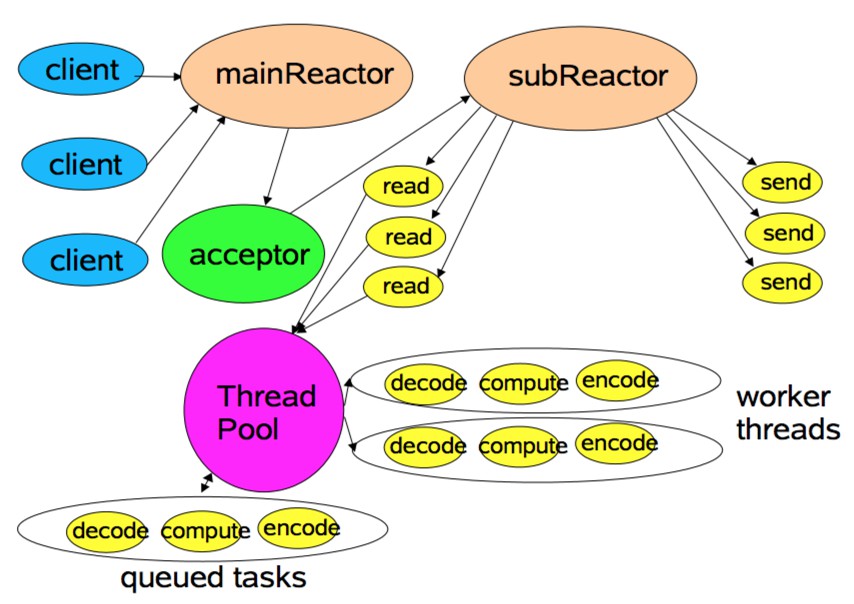 client
mainReactor
subReactor
client
client
acceptor
read
read
read
send
send
send
Thread
Pool
decode compute encode
decode compute encode
worker
threads
decode compute encode
queued tasks